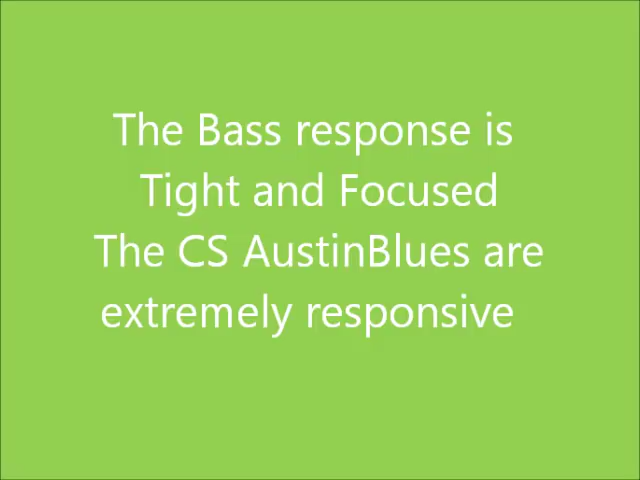 The Bass response is
Tight and Focused
The CS AustinBlues are
extremely responsive